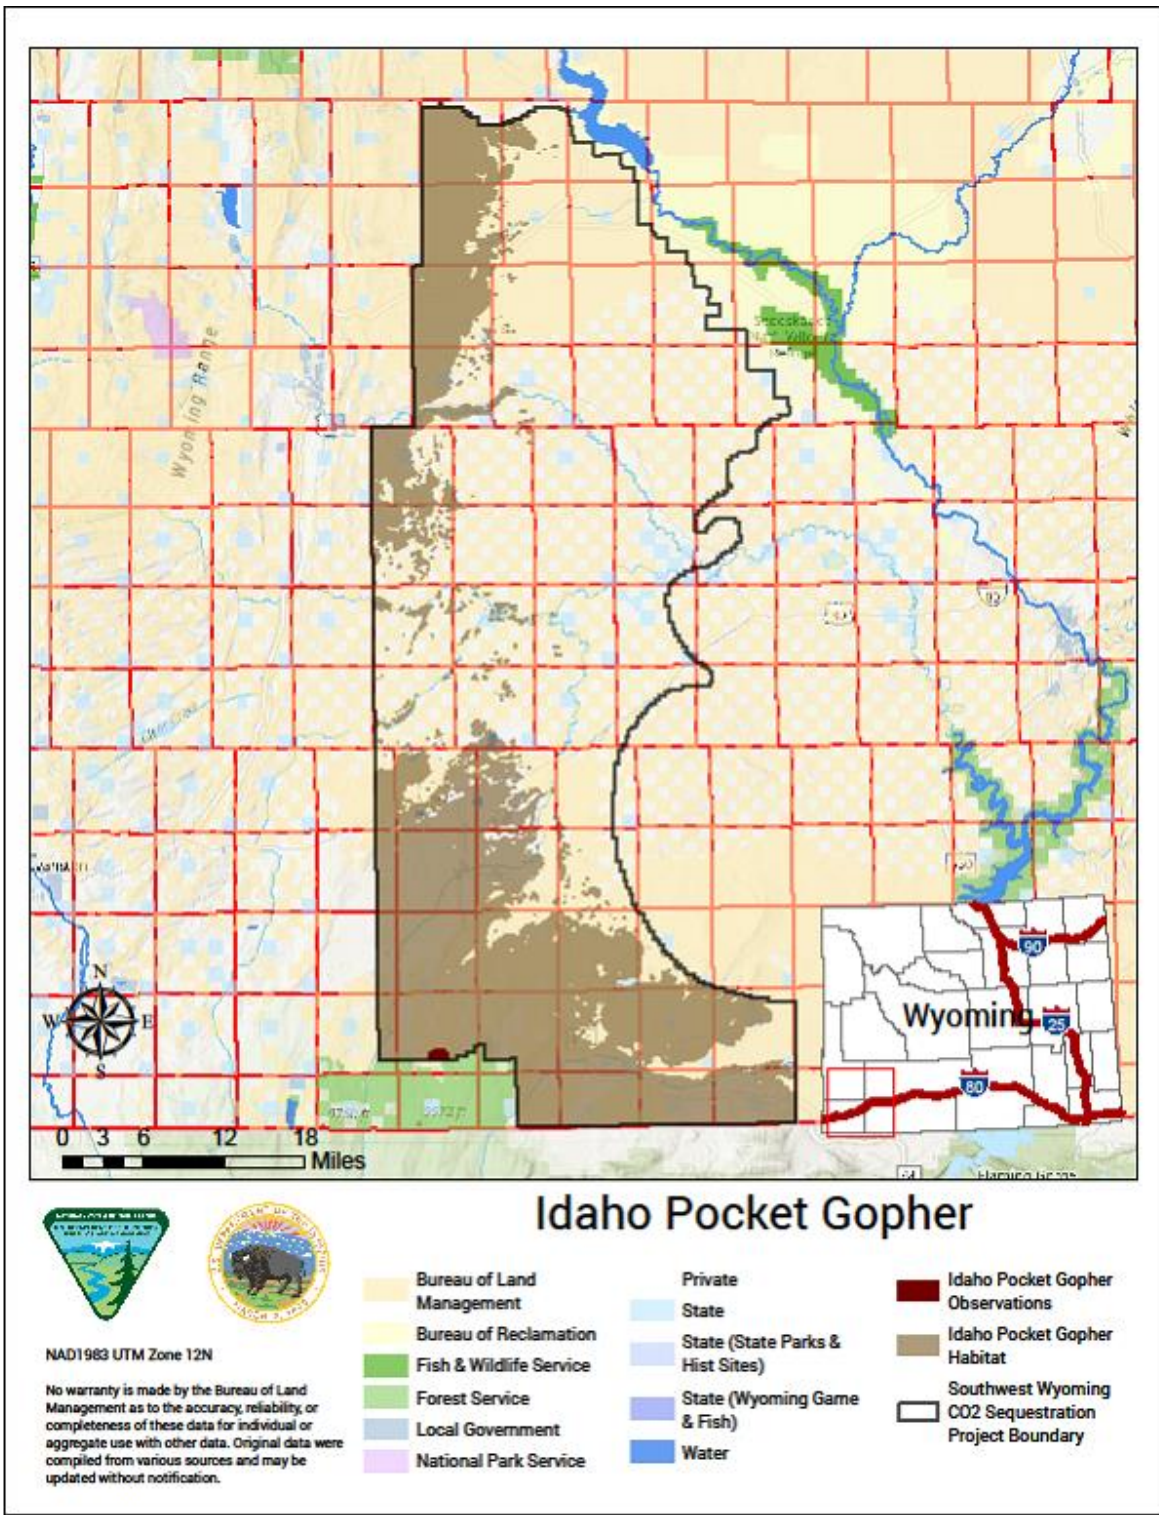 Wyoming Range
N
W E
S
0 3 6 12 18
Miles
90
Wyoming
25
80
Idaho Pocket Gopher
NAD1983 UTM Zone 12N
No warranty is made by the Bureau of Land
Management as to the accuracy, reliability, or
completeness of these data for individual or
aggregate use with other data. Original data were
compiled from various sources and may be
updated without notification.
Bureau of Land
Management
Bureau of Reclamation
Fish & Wildlife Service
Forest Service
Local Government
National Park Service
Private
State
State (State Parks &
Hist Sites)
State (Wyoming Game
& Fish)
Water
Idaho Pocket Gopher
Observations
Idaho Pocket Gopher
Habitat
Southwest Wyoming
CO2 Sequestration
Project Boundary